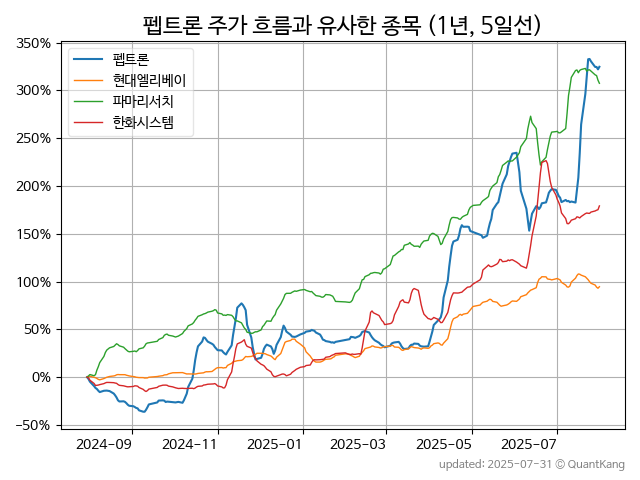 펩트론 주가 흐름과 유사한 종목 (1년, 5일선)
350%
300%
250%
200%
150%
100%
50%
0%
−50%
펩트론
현대엘리베이
파마리서치
한화시스템
2024-09
2024-11
2025-01
2025-03
2025-05
2025-07
updated: 2025-07-31 © QuantKang